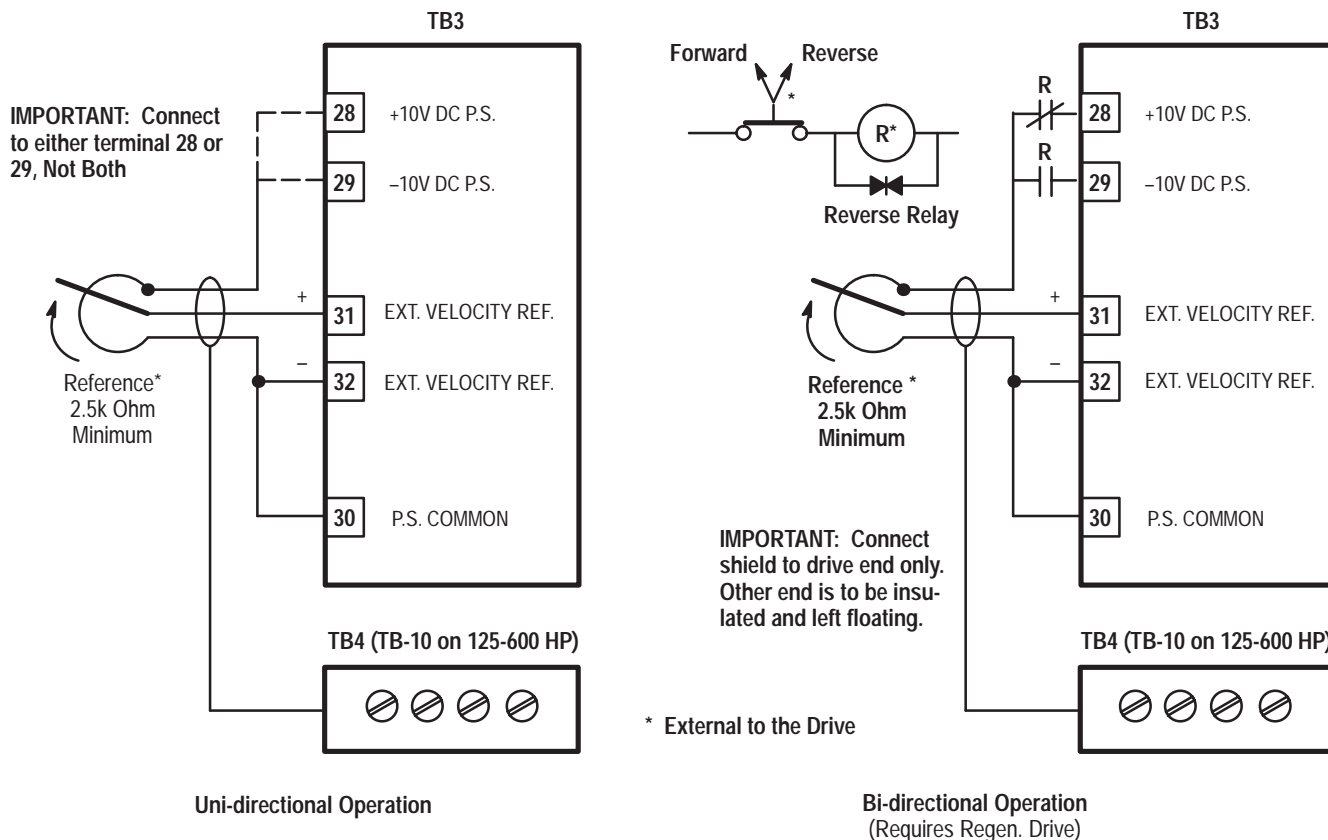 TB3
IMPORTANT: Connect
to either terminal 28 or
29, Not Both
28 +10V DC P.S.
29 –10V DC P.S.
+
31 EXT. VELOCITY REF.
–
32 EXT. VELOCITY REF.
Reference*
2.5k Ohm
Minimum
30 P.S. COMMON
TB4 (TB-10 on 125-600 HP)
Uni-directional Operation
TB3
Forward Reverse
*
R*
Reverse Relay
R
28 +10V DC P.S.
R
29 –10V DC P.S.
+
31 EXT. VELOCITY REF.
–
32 EXT. VELOCITY REF.
Reference *
2.5k Ohm
Minimum
30 P.S. COMMON
IMPORTANT: Connect
shield to drive end only.
Other end is to be insu-
lated and left floating.
TB4 (TB-10 on 125-600 HP)
* External to the Drive
Bi-directional Operation
(Requires Regen. Drive)